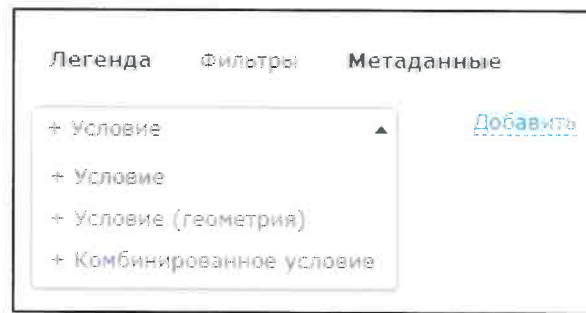 Легенда Фильтры Метаданные
+ Условие Добавить
+ Условие
+ Условие (геометрия)
+ Комбинированное условие